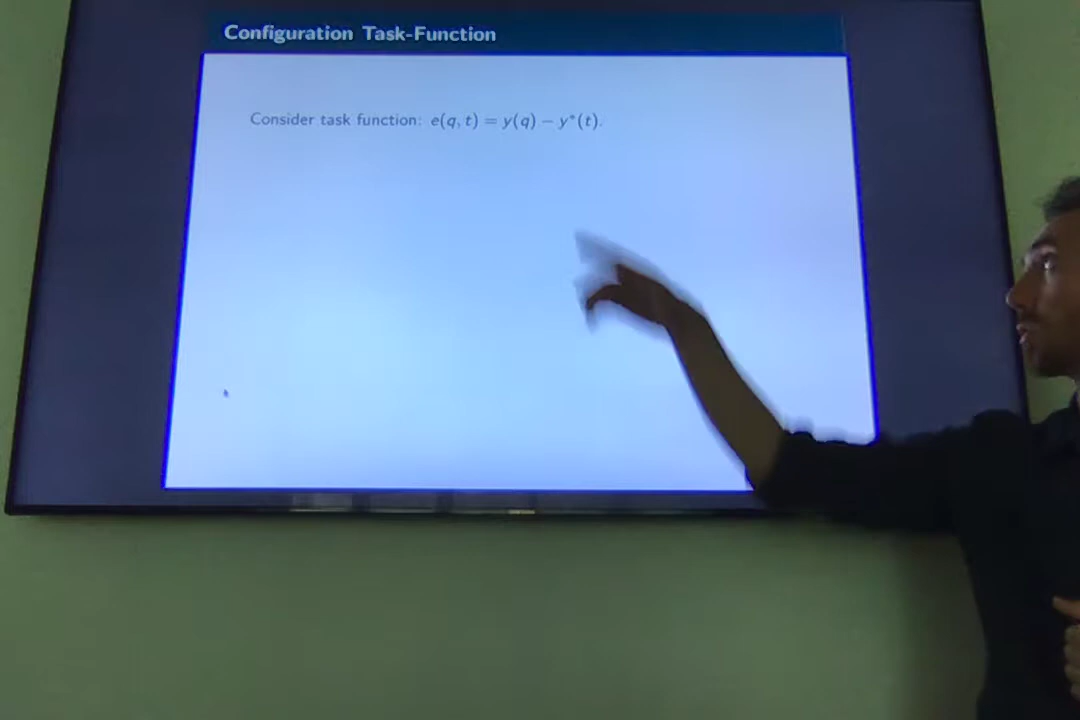 Configuration Task-Function
Consider task function: e(q, t) = y(q) − y*(t).